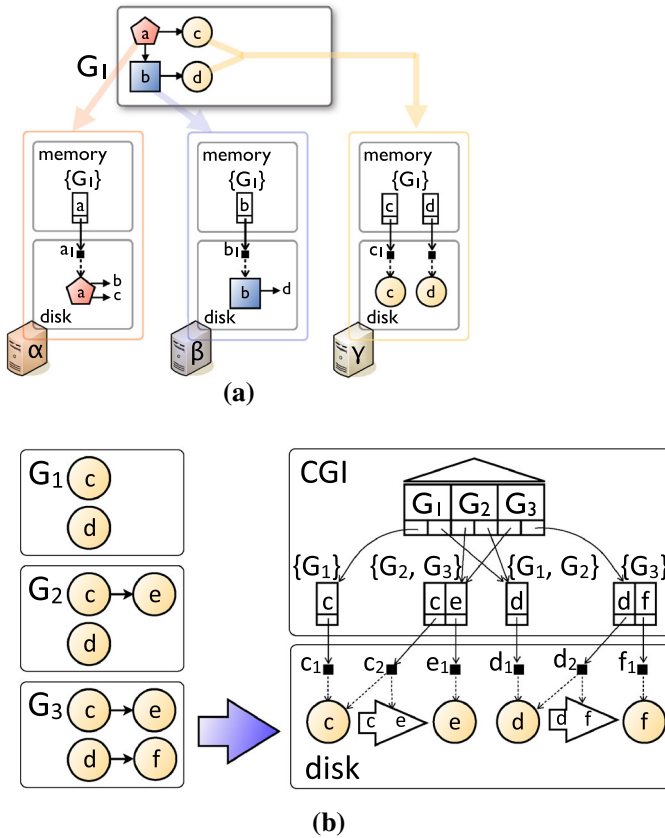 a c
G1
b d
memory
{G1}
a
a1
a b
c
disk
α
memory
{G1}
b
b1
b d
disk
β
memory
{G1}
c d
c1
c d
disk
γ
(a)
G1 c
d
G2 c e
d
G3 c e
d f
CGI
G1 G2 G3
{G1} {G2, G3} {G1, G2} {G3}
c c e d d f
c1 c2 e1 d1 d2 f1
c c e e d d f f
disk
(b)